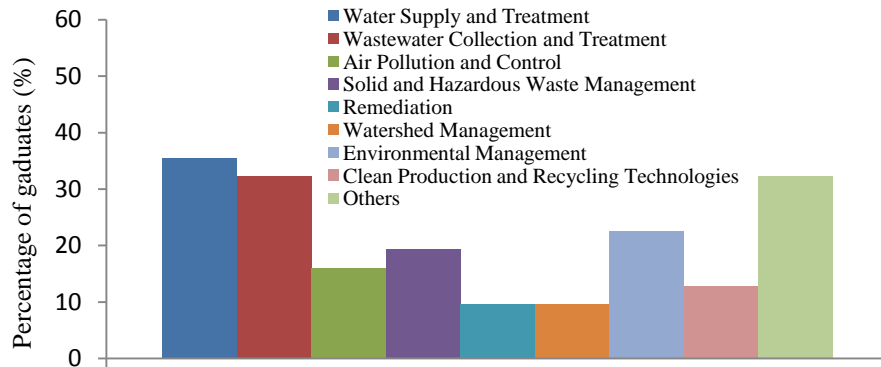 60
50
40
30
20
10
0
Percentage of gaduates (%)
Water Supply and Treatment
Wastewater Collection and Treatment
Air Pollution and Control
Solid and Hazardous Waste Management
Remediation
Watershed Management
Environmental Management
Clean Production and Recycling Technologies
Others